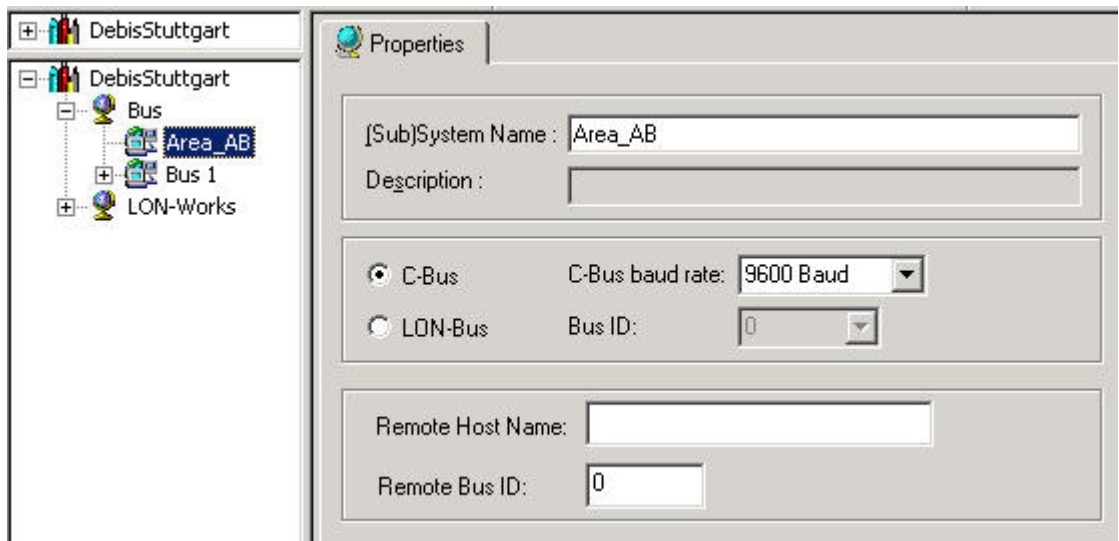 DebisStuttgart
DebisStuttgart
Bus
Area_AB
Bus 1
LON-Works
Properties
(Sub)System Name : Area_AB
Description :
C-Bus C-Bus baud rate: 9600 Baud
LON-Bus Bus ID: 0
Remote Host Name:
Remote Bus ID: 0